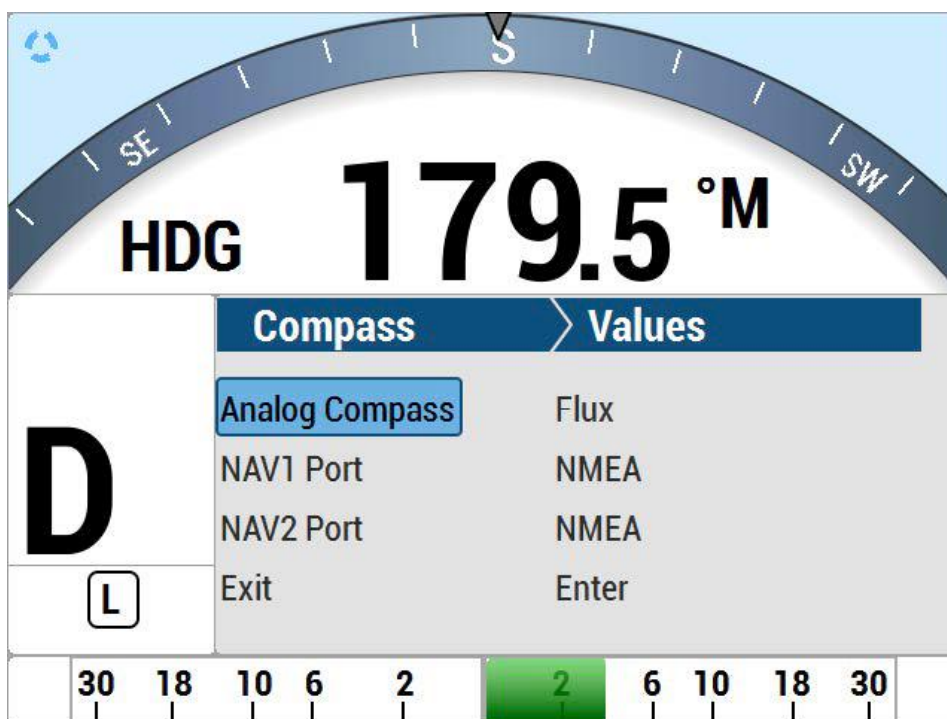 S
SE
SW
HDG 179.5 °M
Compass Values
Analog Compass Flux
NAV1 Port NMEA
NAV2 Port NMEA
Exit Enter
D
L
30 18 10 6 2 2 6 10 18 30